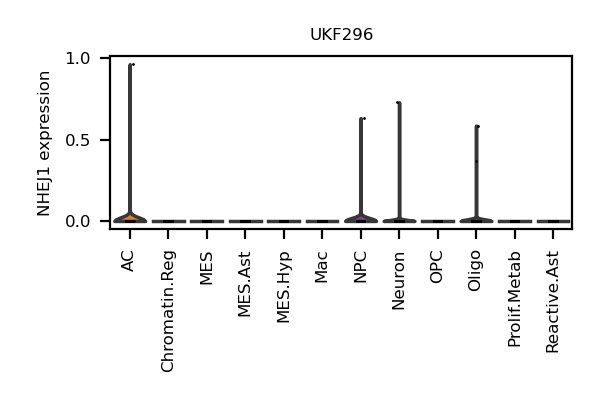 UKF296
NHEJ1 expression
1.0
0.5
0.0
AC
Chromatin.Reg
MES
MES.Ast
MES.Hyp
Mac
NPC
Neuron
OPC
Oligo
Prolif.Metab
Reactive.Ast